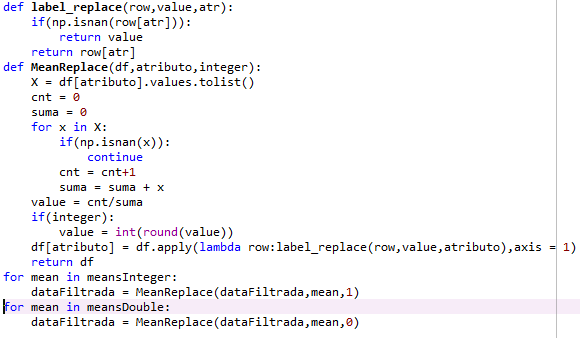 def label_replace(row,value,atr):
    if(np.isnan(row[atr])):
        return value
    return row[atr]
def MeanReplace(df,atributo,integer):
    X = df[atributo].values.tolist()
    cnt = 0
    suma = 0
    for x in X:
        if(np.isnan(x)):
            continue
        cnt = cnt+1
        suma = suma + x
    value = cnt/suma
    if(integer):
        value = int(round(value))
    df[atributo] = df.apply(lambda row:label_replace(row,value,atributo),axis = 1)
    return df
for mean in meansInteger:
    dataFiltrada = MeanReplace(dataFiltrada,mean,1)
for mean in meansDouble:
    dataFiltrada = MeanReplace(dataFiltrada,mean,0)